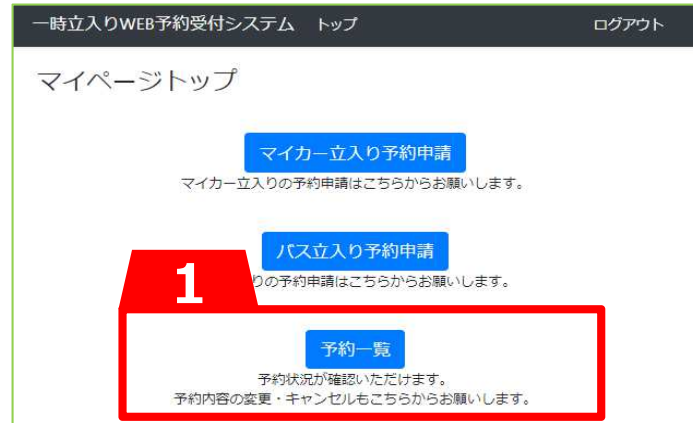 一時立入りWEB予約受付システム トップ ログアウト
マイページトップ
マイカー立入り予約申請
マイカー立入りの予約申請はこちらからお願いします。
バス立入り予約申請
りの予約申請はこちらからお願いします。
1
予約一覧
予約状況が確認いただけます。
予約内容の変更・キャンセルもこちらからお願いします。